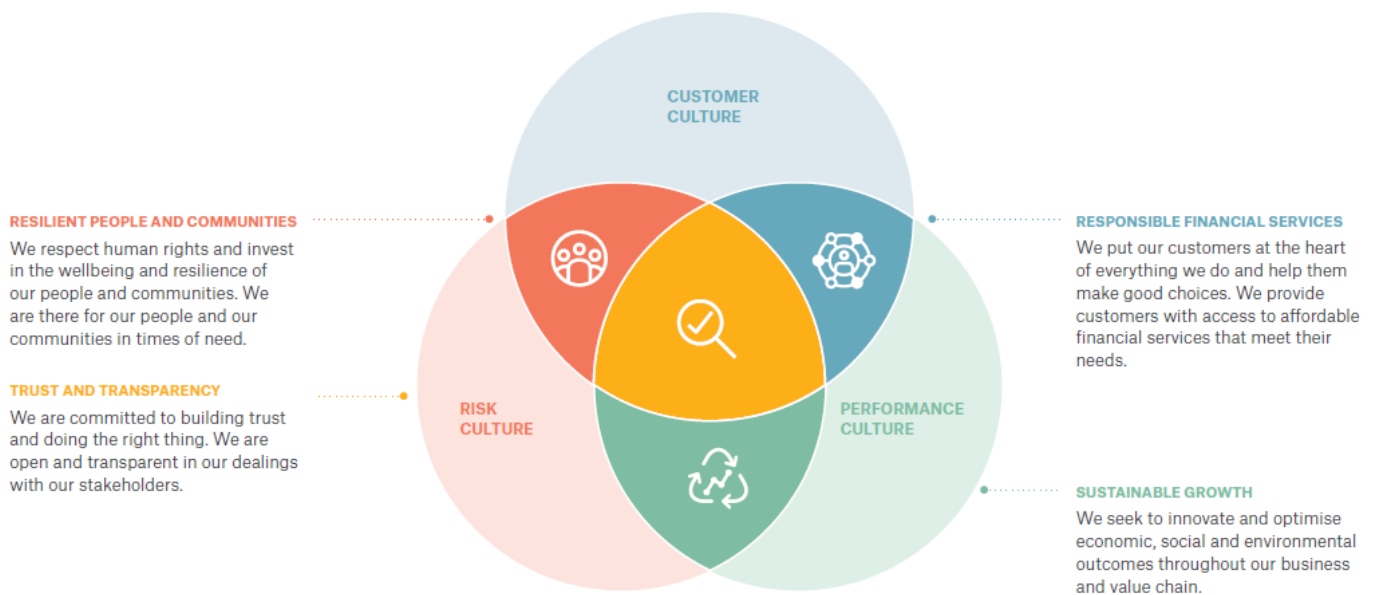 CUSTOMER
CULTURE
RESILIENT PEOPLE AND COMMUNITIES
We respect human rights and invest
in the wellbeing and resilience of
our people and communities. We
are there for our people and our
communities in times of need.
TRUST AND TRANSPARENCY
We are committed to building trust
and doing the right thing. We are
open and transparent in our dealings
with our stakeholders.
RISK
CULTURE
PERFORMANCE
CULTURE
RESPONSIBLE FINANCIAL SERVICES
We put our customers at the heart
of everything we do and help them
make good choices. We provide
customers with access to affordable
financial services that meet their
needs.
SUSTAINABLE GROWTH
We seek to innovate and optimise
economic, social and environmental
outcomes throughout our business
and value chain.